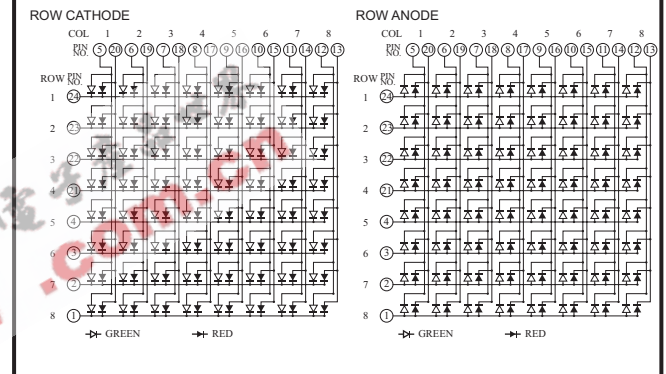 ROW CATHODE
COL 1 2 3 4 5 6 7 8
PIN NO. 5 20 6 19 7 18 8 17 9 16 10 15 11 14 12 13
ROW PIN NO.
1 24
2 23
3 22
4 21
5 4
6 3
7 2
8 1
GREEN RED
ROW ANODE
COL 1 2 3 4 5 6 7 8
PIN NO. 5 20 6 19 7 18 8 17 9 16 10 15 11 14 12 13
ROW PIN NO.
1 24
2 23
3 22
4 21
5 4
6 3
7 2
8 1
GREEN RED
.com.cn